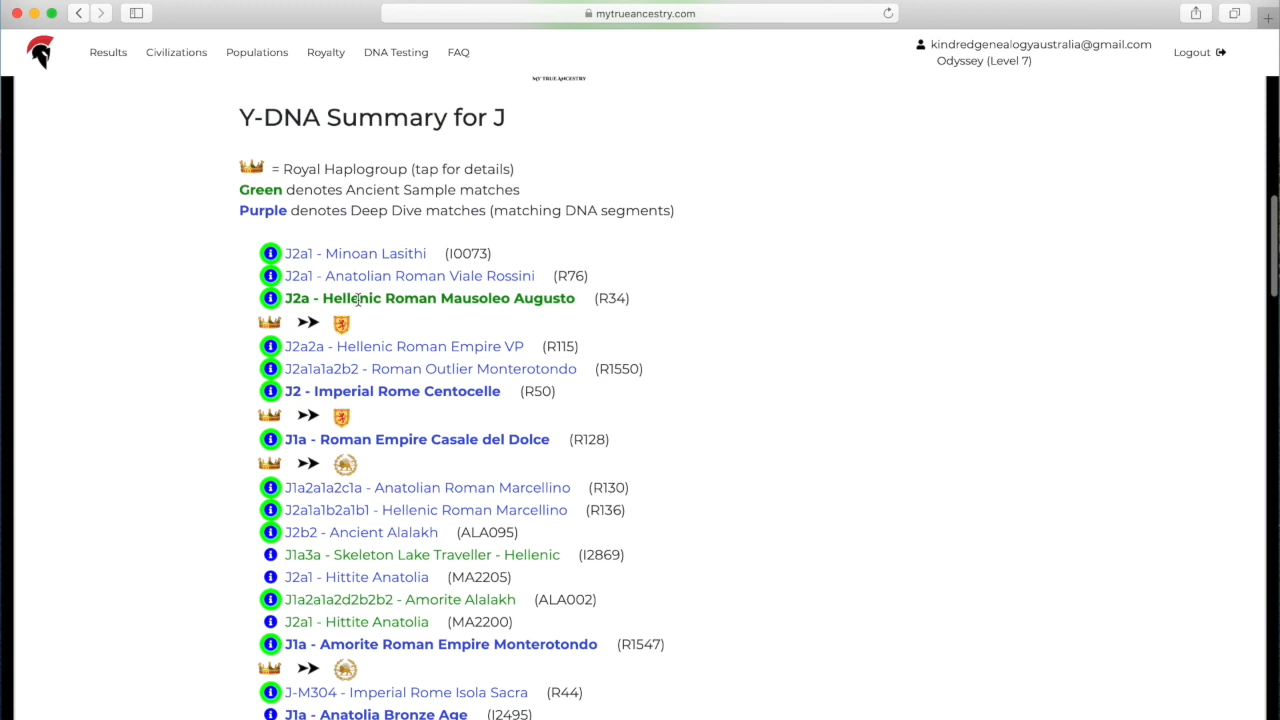 mytrueancestry.com
Results Civilizations Populations Royalty DNA Testing FAQ
kindredgenealogyaustralia@gmail.com
Odyssey (Level 7)
Logout
MY TRUE ANCESTRY
Y-DNA Summary for J
= Royal Haplogroup (tap for details)
Green denotes Ancient Sample matches
Purple denotes Deep Dive matches (matching DNA segments)
J2a1 - Minoan Lasithi (I0073)
J2a1 - Anatolian Roman Viale Rossini (R76)
J2a - Hellenic Roman Mausoleo Augusto (R34)
J2a2a - Hellenic Roman Empire VP (R115)
J2a1a1a2b2 - Roman Outlier Monterotondo (R1550)
J2 - Imperial Rome Centocelle (R50)
J1a - Roman Empire Casale del Dolce (R128)
J1a2a1a2c1a - Anatolian Roman Marcellino (R130)
J2a1a1b2a1b1 - Hellenic Roman Marcellino (R136)
J2b2 - Ancient Alalakh (ALA095)
J1a3a - Skeleton Lake Traveller - Hellenic (I2869)
J2a1 - Hittite Anatolia (MA2205)
J1a2a1a2d2b2b2 - Amorite Alalakh (ALA002)
J2a1 - Hittite Anatolia (MA2200)
J1a - Amorite Roman Empire Monterotondo (R1547)
J-M304 - Imperial Rome Isola Sacra (R44)
J1a - Anatolia Bronze Age (I2495)